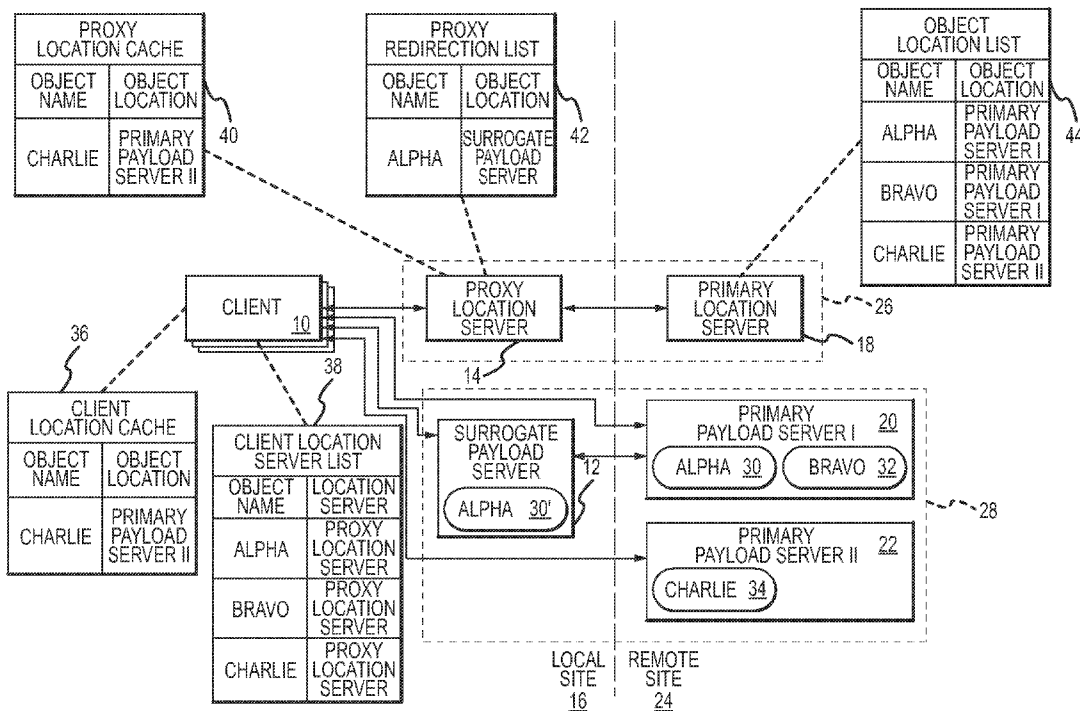 PROXY
LOCATION CACHE
OBJECT
NAME
OBJECT
LOCATION
CHARLIE
PRIMARY
PAYLOAD
SERVER II
40
PROXY
REDIRECTION LIST
OBJECT
NAME
OBJECT
LOCATION
ALPHA
SURROGATE
PAYLOAD
SERVER
42
OBJECT
LOCATION LIST
OBJECT
NAME
OBJECT
LOCATION
ALPHA
PRIMARY
PAYLOAD
SERVER I
BRAVO
PRIMARY
PAYLOAD
SERVER I
CHARLIE
PRIMARY
PAYLOAD
SERVER II
44
CLIENT
10
PROXY
LOCATION
SERVER
14
PRIMARY
LOCATION
SERVER
18
26
36
CLIENT
LOCATION CACHE
OBJECT
NAME
OBJECT
LOCATION
CHARLIE
PRIMARY
PAYLOAD
SERVER II
38
CLIENT LOCATION
SERVER LIST
OBJECT
NAME
LOCATION
SERVER
ALPHA
PROXY
LOCATION
SERVER
BRAVO
PROXY
LOCATION
SERVER
CHARLIE
PROXY
LOCATION
SERVER
SURROGATE
PAYLOAD
SERVER
12
ALPHA 30'
PRIMARY
PAYLOAD SERVER I
20
ALPHA 30
BRAVO 32
PRIMARY
PAYLOAD SERVER II
22
CHARLIE 34
28
LOCAL
SITE
16
REMOTE
SITE
24